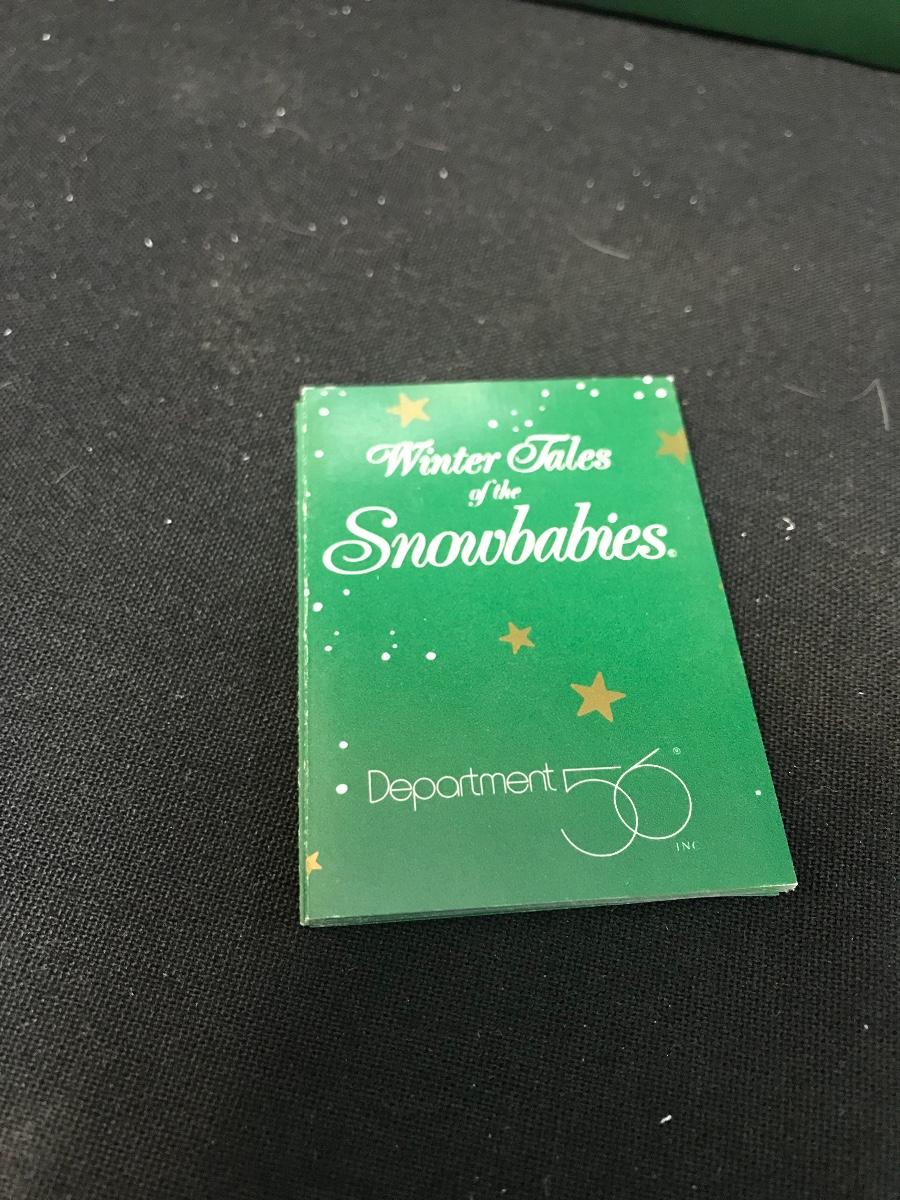 Winter Tales
of the
Snowbabies©
Department 56®
INC